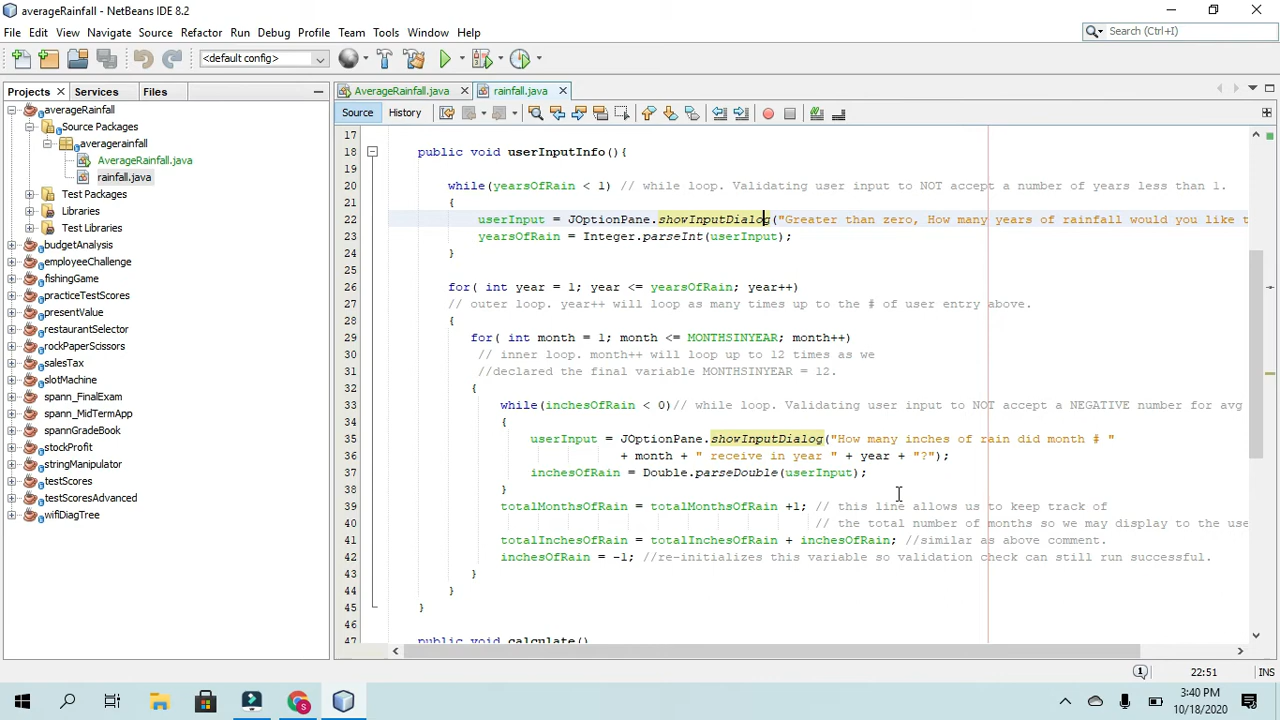 averageRainfall - NetBeans IDE 8.2
File Edit View Navigate Source Refactor Run Debug Profile Team Tools Window Help
Search (Ctrl+I)
<default config>
Projects Services Files
AverageRainfall.java rainfall.java
Source History
averageRainfall
Source Packages
averagerainfall
AverageRainfall.java
rainfall.java
Test Packages
Libraries
Test Libraries
budgetAnalysis
employeeChallenge
fishingGame
practiceTestScores
presentValue
restaurantSelector
rockPaperScissors
salesTax
slotMachine
spann_FinalExam
spann_MidTermApp
spannGradeBook
stockProfit
stringManipulator
testScores
testScoresAdvanced
wifiDiagTree
17
18 public void userInputInfo(){
19
20 while(yearsOfRain < 1) // while loop. Validating user input to NOT accept a number of years less than 1.
21 {
22 userInput = JOptionPane.showInputDialog("Greater than zero, How many years of rainfall would you like t
23 yearsOfRain = Integer.parseInt(userInput);
24 }
25
26 for( int year = 1; year <= yearsOfRain; year++)
27 // outer loop. year++ will loop as many times up to the # of user entry above.
28 {
29 for( int month = 1; month <= MONTHSINYEAR; month++)
30 // inner loop. month++ will loop up to 12 times as we
31 //declared the final variable MONTHSINYEAR = 12.
32 {
33 while(inchesOfRain < 0)// while loop. Validating user input to NOT accept a NEGATIVE number for avg
34 {
35 userInput = JOptionPane.showInputDialog("How many inches of rain did month # "
36 + month + " receive in year " + year + "?");
37 inchesOfRain = Double.parseDouble(userInput);
38 }
39 totalMonthsOfRain = totalMonthsOfRain +1; // this line allows us to keep track of
40 // the total number of months so we may display to the use
41 totalInchesOfRain = totalInchesOfRain + inchesOfRain; //similar as above comment.
42 inchesOfRain = -1; //re-initializes this variable so validation check can still run successful.
43 }
44 }
45 }
46
47 public void calculate()
1 22:51 INS
3:40 PM
10/18/2020